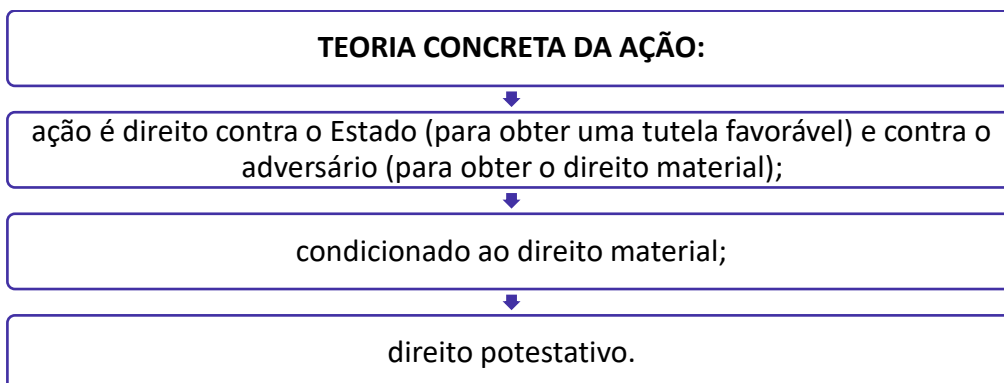 TEORIA CONCRETA DA AÇÃO:
ação é direito contra o Estado (para obter uma tutela favorável) e contra o
adversário (para obter o direito material);
condicionado ao direito material;
direito potestativo.